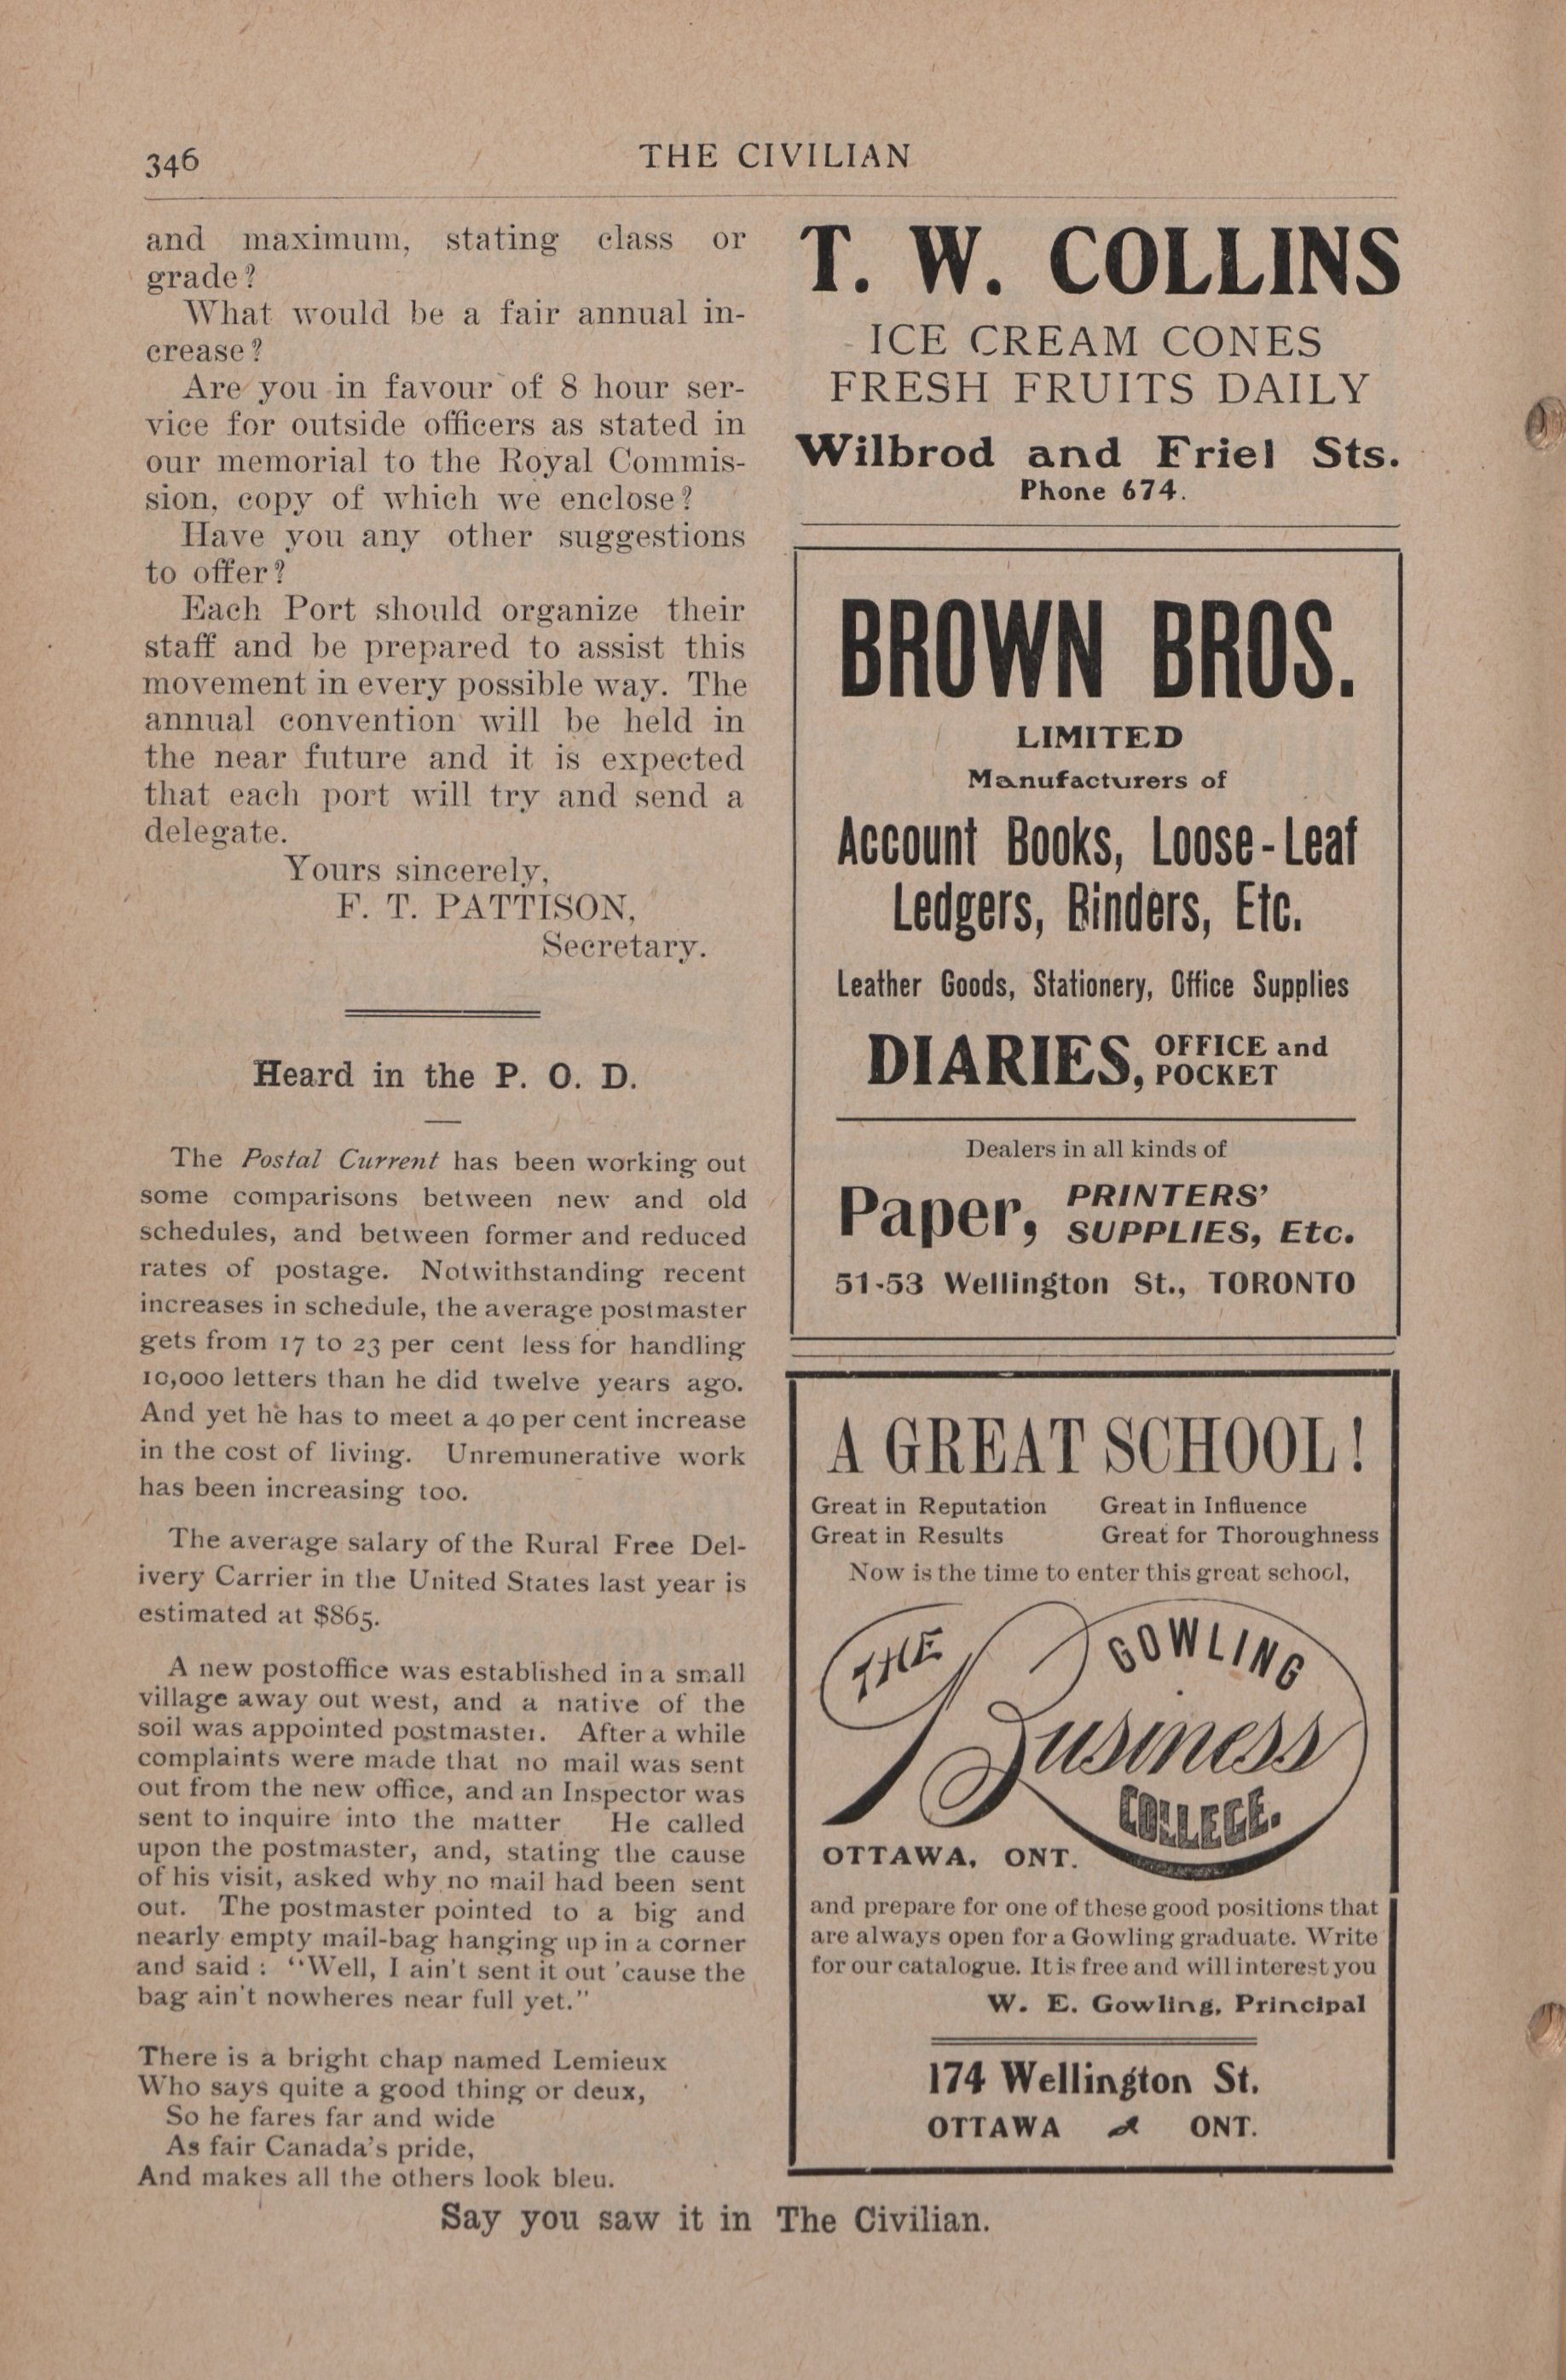 346
THE CIVILIAN
and maximum, stating class or
grade?
What would be a fair annual in-
crease?
Are you in favour of 8 hour ser-
vice for outside officers as stated in
our memorial to the Royal Commis-
sion, copy of which we enclose?
Have you any other suggestions
to offer?
Each Port should organize their
staff and be prepared to assist this
movement in every possible way. The
annual convention will be held in
the near future and it is expected
that each port will try and send a
delegate.
Yours sincerely,
F. T. PATTISON,
Secretary.
Heard in the P. O. D.
The Postal Current has been working out
some comparisons between new and old
schedules, and between former and reduced
rates of postage. Notwithstanding recent
increases in schedule, the average postmaster
gets from 17 to 23 per cent less for handling
10,000 letters than he did twelve years ago.
And yet he has to meet a 40 per cent increase
in the cost of living. Unremunerative work
has been increasing too.
The average salary of the Rural Free Del-
ivery Carrier in the United States last year is
estimated at $865.
A new postoffice was established in a small
village away out west, and a native of the
soil was appointed postmaster. After a while
complaints were made that no mail was sent
out from the new office, and an Inspector was
sent to inquire into the matter He called
upon the postmaster, and, stating the cause
of his visit, asked why no mail had been sent
out. The postmaster pointed to a big and
nearly empty mail-bag hanging up in a corner
and said : “Well, I ain't sent it out 'cause the
bag ain't nowheres near full yet.”
There is a bright chap named Lemieux
Who says quite a good thing or deux,
So he fares far and wide
As fair Canada's pride,
And makes all the others look bleu.
T. W. COLLINS
ICE CREAM CONES
FRESH FRUITS DAILY
Wilbrod and Friel Sts.
Phone 674.
BROWN BROS.
LIMITED
Manufacturers of
Account Books, Loose-Leaf
Ledgers, Binders, Etc.
Leather Goods, Stationery, Office Supplies
DIARIES, OFFICE and
POCKET
Dealers in all kinds of
Paper, PRINTERS'
SUPPLIES, Etc.
51-53 Wellington St., TORONTO
A GREAT SCHOOL!
Great in Reputation Great in Influence
Great in Results Great for Thoroughness
Now is the time to enter this great school,
THE GOWLING
Business
COLLEGE.
OTTAWA, ONT.
and prepare for one of these good positions that
are always open for a Gowling graduate. Write
for our catalogue. It is free and will interest you
W. E. Gowling, Principal
174 Wellington St.
OTTAWA ONT.
Say you saw it in The Civilian.